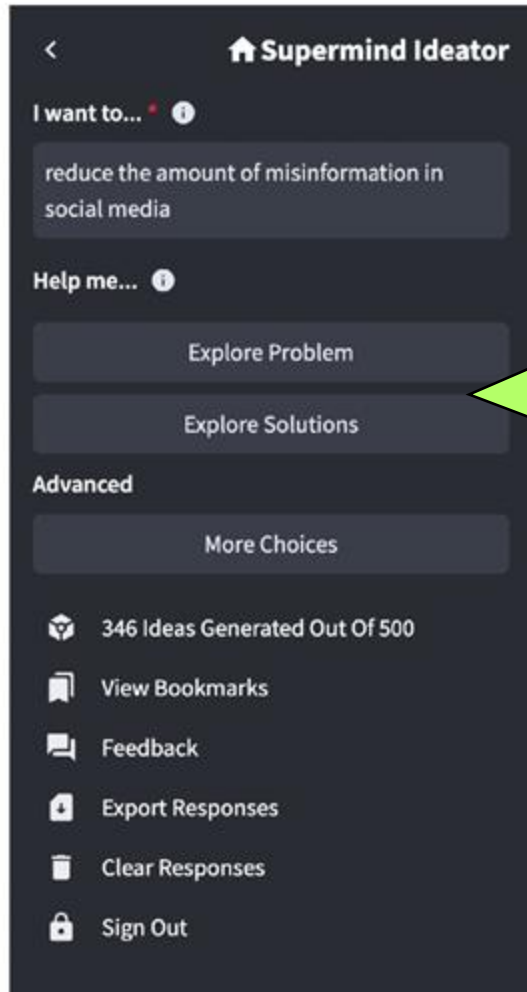 Supermind Ideator
I want to... *
reduce the amount of misinformation in
social media
Help me...
Explore Problem
Explore Solutions
Advanced
More Choices
346 Ideas Generated Out Of 500
View Bookmarks
Feedback
Export Responses
Clear Responses
Sign Out